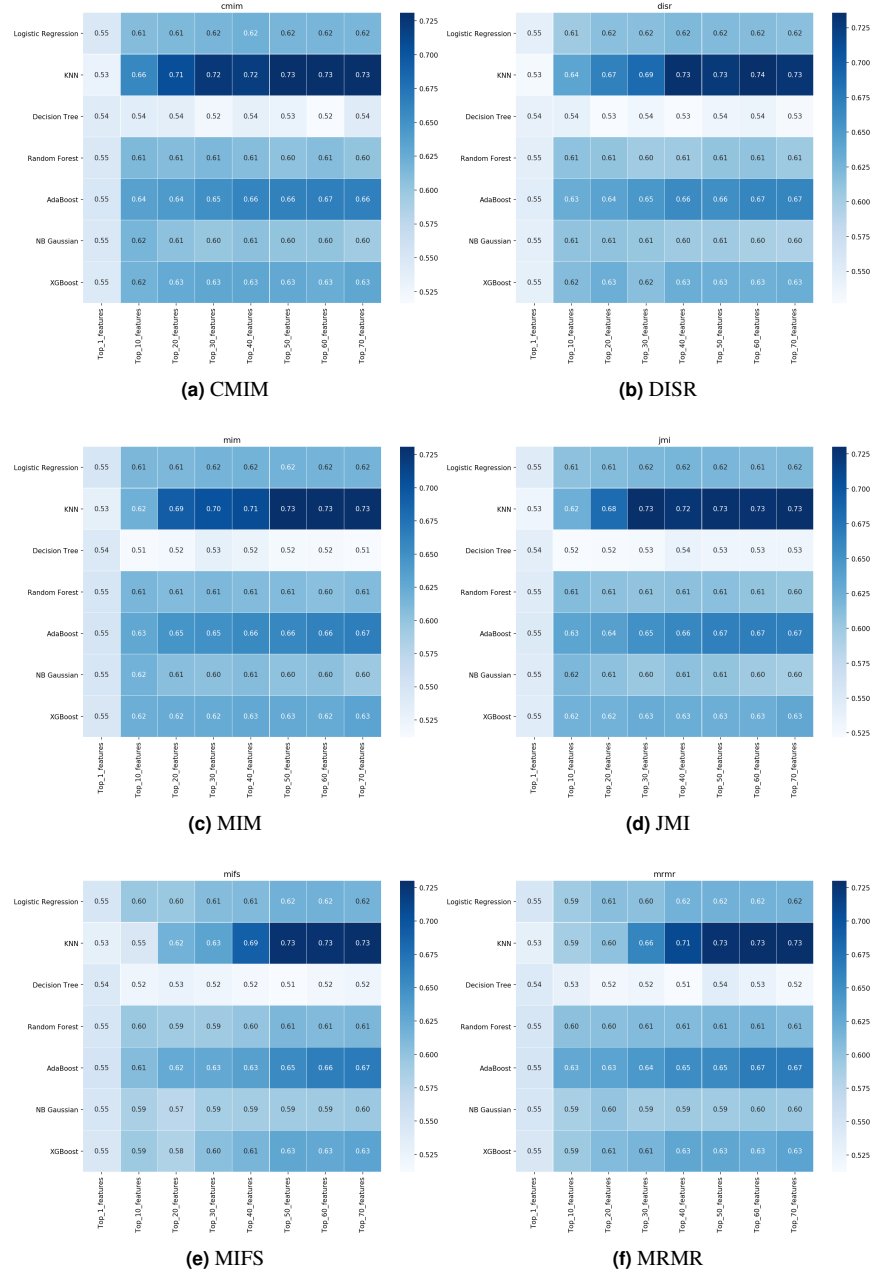 cmim
Logistic Regression 0.55 0.61 0.61 0.62 0.62 0.62 0.62 0.62
KNN 0.53 0.66 0.71 0.72 0.72 0.73 0.73 0.73
Decision Tree 0.54 0.54 0.54 0.52 0.54 0.53 0.52 0.54
Random Forest 0.55 0.61 0.61 0.61 0.61 0.60 0.61 0.60
AdaBoost 0.55 0.64 0.64 0.65 0.66 0.66 0.67 0.66
NB Gaussian 0.55 0.62 0.61 0.60 0.61 0.60 0.60 0.60
XGBoost 0.55 0.62 0.63 0.63 0.63 0.63 0.63 0.63
Top_1_features
Top_10_features
Top_20_features
Top_30_features
Top_40_features
Top_50_features
Top_60_features
Top_70_features
0.725
0.700
0.675
0.650
0.625
0.600
0.575
0.550
0.525
(a) CMIM
disr
Logistic Regression 0.55 0.60 0.62 0.62 0.62 0.62 0.62 0.62
KNN 0.53 0.64 0.67 0.69 0.73 0.73 0.74 0.73
Decision Tree 0.54 0.54 0.53 0.54 0.53 0.54 0.54 0.53
Random Forest 0.55 0.61 0.61 0.60 0.61 0.61 0.60 0.61
AdaBoost 0.55 0.63 0.64 0.65 0.66 0.66 0.67 0.67
NB Gaussian 0.55 0.61 0.61 0.61 0.60 0.60 0.60 0.60
XGBoost 0.55 0.62 0.63 0.62 0.63 0.63 0.63 0.63
Top_1_features
Top_10_features
Top_20_features
Top_30_features
Top_40_features
Top_50_features
Top_60_features
Top_70_features
0.725
0.700
0.675
0.650
0.625
0.600
0.575
0.550
(b) DISR
mim
Logistic Regression 0.55 0.61 0.61 0.62 0.62 0.62 0.62 0.62
KNN 0.53 0.62 0.69 0.70 0.71 0.73 0.73 0.73
Decision Tree 0.54 0.51 0.52 0.53 0.52 0.52 0.52 0.51
Random Forest 0.55 0.61 0.61 0.61 0.61 0.61 0.60 0.61
AdaBoost 0.55 0.63 0.65 0.65 0.66 0.66 0.66 0.67
NB Gaussian 0.55 0.62 0.61 0.60 0.61 0.60 0.60 0.60
XGBoost 0.55 0.62 0.62 0.62 0.63 0.63 0.63 0.63
Top_1_features
Top_10_features
Top_20_features
Top_30_features
Top_40_features
Top_50_features
Top_60_features
Top_70_features
0.725
0.700
0.675
0.650
0.625
0.600
0.575
0.550
0.525
(c) MIM
jmi
Logistic Regression 0.55 0.61 0.61 0.62 0.62 0.62 0.61 0.62
KNN 0.53 0.62 0.68 0.73 0.72 0.73 0.73 0.73
Decision Tree 0.54 0.52 0.52 0.53 0.54 0.53 0.53 0.53
Random Forest 0.55 0.61 0.61 0.61 0.61 0.61 0.61 0.60
AdaBoost 0.55 0.63 0.64 0.65 0.66 0.67 0.67 0.67
NB Gaussian 0.55 0.62 0.61 0.60 0.61 0.60 0.60 0.60
XGBoost 0.55 0.62 0.62 0.63 0.63 0.63 0.63 0.63
Top_1_features
Top_10_features
Top_20_features
Top_30_features
Top_40_features
Top_50_features
Top_60_features
Top_70_features
0.725
0.700
0.675
0.650
0.625
0.600
0.575
0.550
0.525
(d) JMI
mifs
Logistic Regression 0.55 0.60 0.60 0.61 0.61 0.62 0.62 0.62
KNN 0.53 0.55 0.62 0.63 0.69 0.73 0.73 0.73
Decision Tree 0.54 0.52 0.53 0.52 0.52 0.51 0.52 0.52
Random Forest 0.55 0.60 0.59 0.59 0.60 0.61 0.61 0.61
AdaBoost 0.55 0.61 0.62 0.63 0.63 0.65 0.66 0.67
NB Gaussian 0.55 0.59 0.57 0.59 0.59 0.59 0.59 0.60
XGBoost 0.55 0.59 0.58 0.60 0.61 0.63 0.63 0.63
Top_1_features
Top_10_features
Top_20_features
Top_30_features
Top_40_features
Top_50_features
Top_60_features
Top_70_features
0.725
0.700
0.675
0.650
0.625
0.600
0.575
0.550
0.525
(e) MIFS
mrmr
Logistic Regression 0.55 0.59 0.61 0.60 0.62 0.62 0.62 0.62
KNN 0.53 0.59 0.60 0.66 0.71 0.73 0.73 0.73
Decision Tree 0.54 0.53 0.52 0.52 0.51 0.54 0.53 0.52
Random Forest 0.55 0.60 0.60 0.61 0.61 0.61 0.61 0.61
AdaBoost 0.55 0.63 0.63 0.64 0.65 0.65 0.67 0.67
NB Gaussian 0.55 0.59 0.60 0.59 0.59 0.59 0.60 0.60
XGBoost 0.55 0.59 0.61 0.61 0.63 0.63 0.63 0.63
Top_1_features
Top_10_features
Top_20_features
Top_30_features
Top_40_features
Top_50_features
Top_60_features
Top_70_features
0.725
0.700
0.675
0.650
0.625
0.600
0.575
0.550
0.525
(f) MRMR